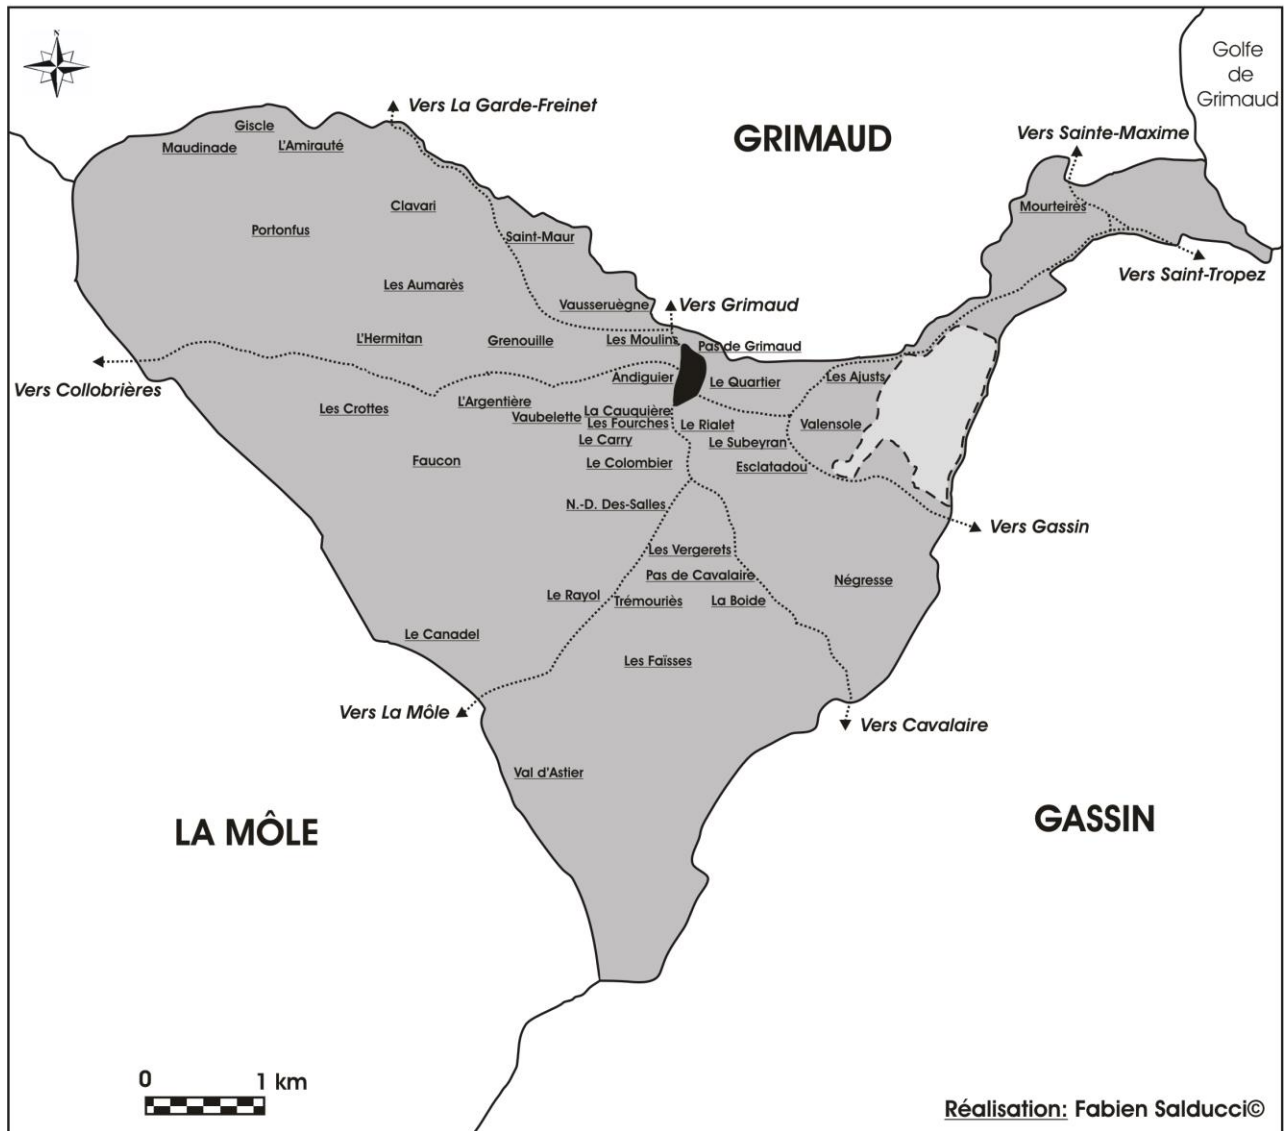 N
Golfe
de
Grimaud
Vers La Garde-Freinet
GRIMAUD
Vers Sainte-Maxime
Giscle
Maudinade
L'Amirauté
Clavari
Mourteirès
Portonfus
Saint-Maur
Vers Saint-Tropez
Les Aumarès
Vausseruègne
Vers Grimaud
L'Hermitan
Grenouille
Les Moulins
Pas de Grimaud
Vers Collobrières
Andiguier
Le Quartier
Les Ajusts
Les Crottes
L'Argentière
Vaubelette
La Cauquière
Les Fourches
Le Rialet
Valensole
Le Carry
Le Subeyran
Faucon
Le Colombier
Esclatadou
N.-D. Des-Salles
Vers Gassin
Les Vergerets
Pas de Cavalaire
Négresse
Le Rayol
Trémouriès
La Boide
Le Canadel
Les Faïsses
Vers La Môle
Vers Cavalaire
Val d'Astier
LA MÔLE
GASSIN
0 1 km
Réalisation: Fabien Salducci©